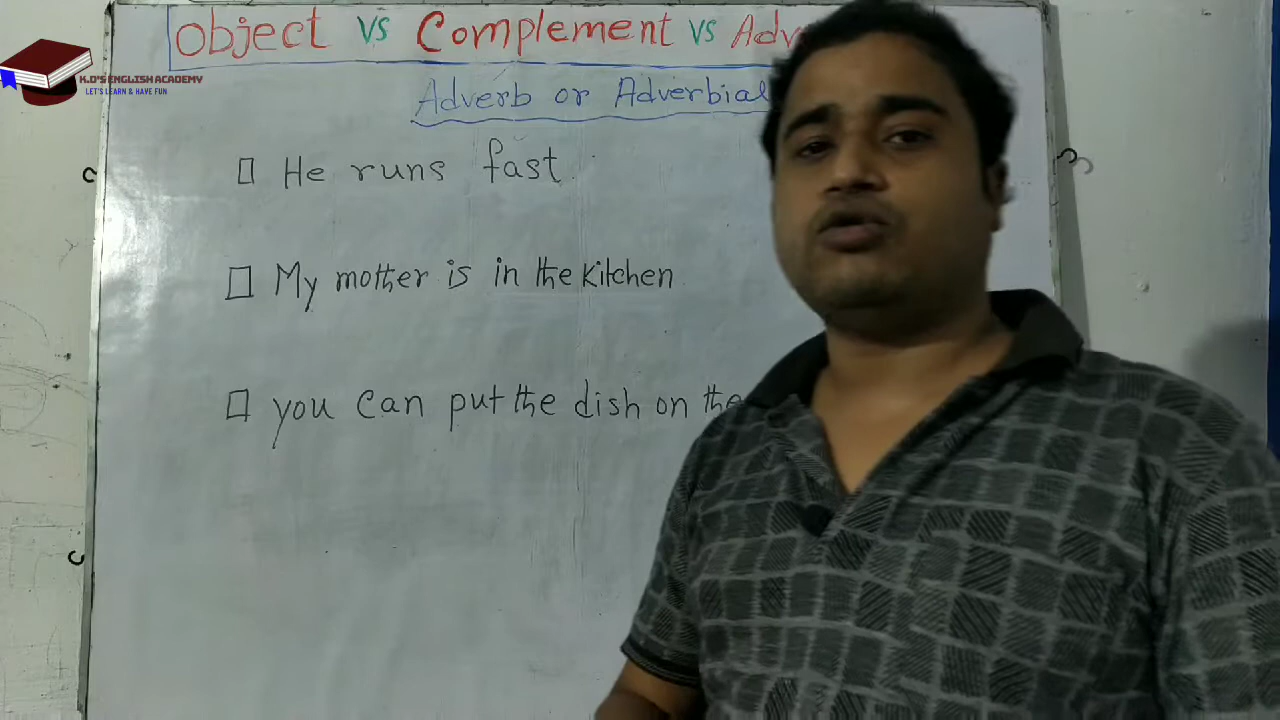 Object vs Complement vs Adv
K.D'S ENGLISH ACADEMY
LET'S LEARN & HAVE FUN
Adverb or Adverbial
He runs fast.
My mother is in the kitchen
you can put the dish on the